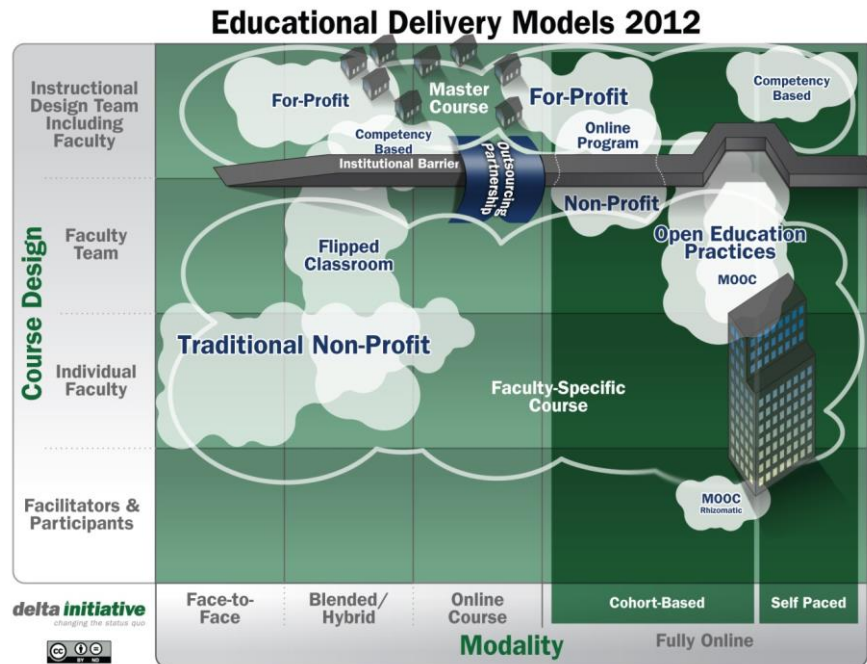 Educational Delivery Models 2012
Instructional
Design Team
Including
Faculty
Faculty
Team
Individual
Faculty
Facilitators &
Participants
Course Design
For-Profit
Master
Course
For-Profit
Competency
Based
Competency
Based
Online
Program
Institutional Barrier
Outsourcing
Partnership
Non-Profit
Flipped
Classroom
Open Education
Practices
MOOC
Traditional Non-Profit
Faculty-Specific
Course
MOOC
Rhizomatic
Face-to-
Face
Blended/
Hybrid
Online
Course
Cohort-Based
Self Paced
Modality
Fully Online
delta initiative
changing the status quo
cc
BY ND